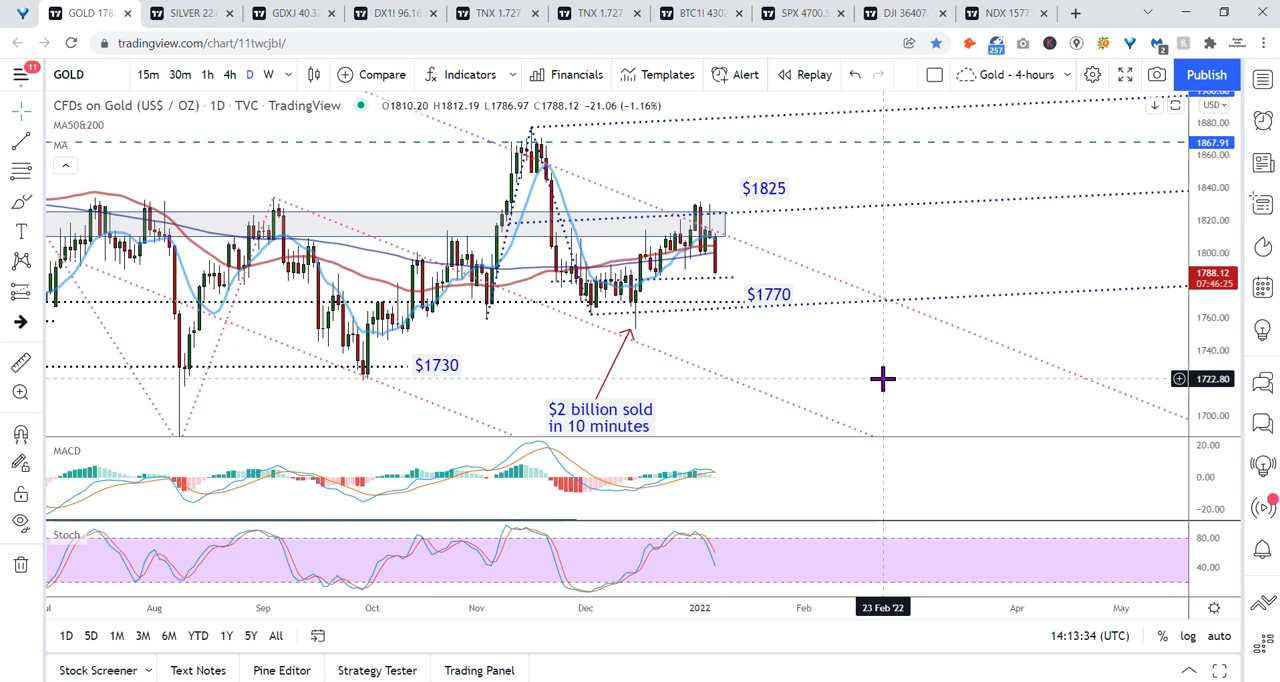 GOLD 178
SILVER 22.
GDXJ 40.3
DX1! 96.16
TNX 1.727
TNX 1.727
BTC1! 430
SPX 4700.5
DJI 36407.
NDX 1577
tradingview.com/chart/11twcjbl/
257
2
11
GOLD
15m 30m 1h 4h D W
Compare
Indicators
Financials
Templates
Alert
Replay
Gold - 4-hours
Publish
CFDs on Gold (US$ / OZ) · 1D · TVC · TradingView
O1810.20 H1812.19 L1786.97 C1788.12 -21.06 (-1.16%)
MA50&200
MA
USD
1880.00
1867.91
1860.00
1840.00
1820.00
1800.00
1788.12
07:46:25
1760.00
1740.00
1722.80
1700.00
$1825
$1770
$1730
$2 billion sold
in 10 minutes
MACD
20.00
0.00
-20.00
Stoch
80.00
40.00
Aug Sep Oct Nov Dec 2022 Feb 23 Feb '22 Apr May
1D 5D 1M 3M 6M YTD 1Y 5Y All
14:13:34 (UTC)
% log auto
Stock Screener
Text Notes
Pine Editor
Strategy Tester
Trading Panel